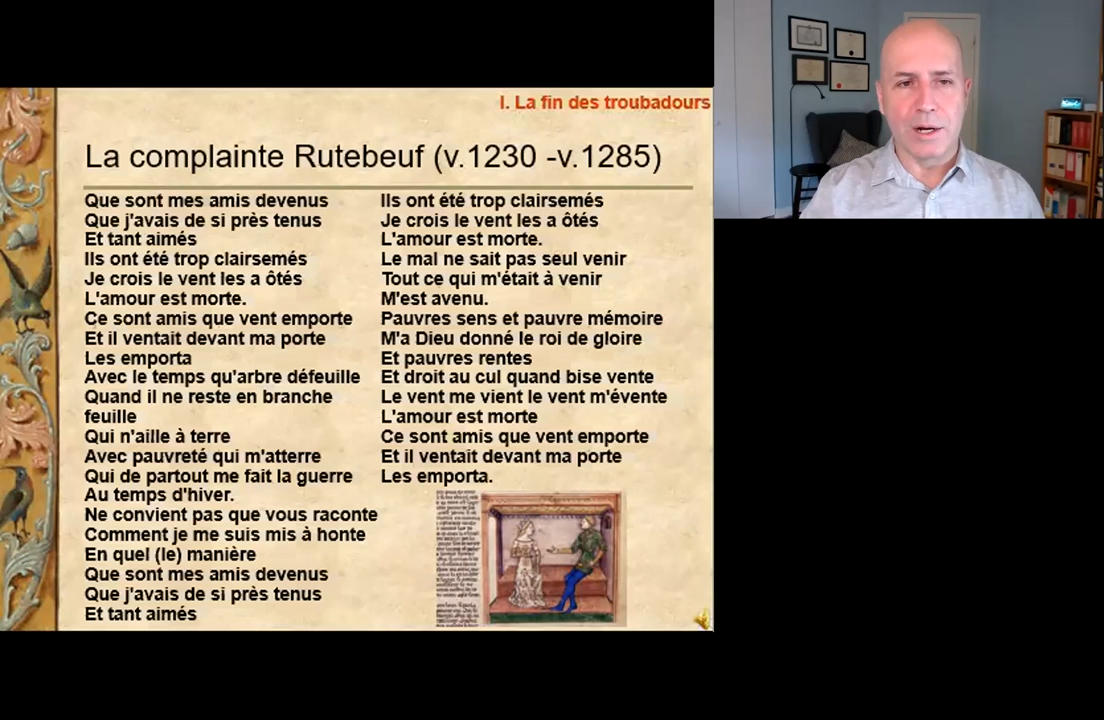 I. La fin des troubadours
La complainte Rutebeuf (v.1230 -v.1285)
Que sont mes amis devenus
Que j'avais de si près tenus
Et tant aimés
Ils ont été trop clairsemés
Je crois le vent les a ôtés
L'amour est morte.
Ce sont amis que vent emporte
Et il ventait devant ma porte
Les emporta
Avec le temps qu'arbre défeuille
Quand il ne reste en branche
feuille
Qui n'aille à terre
Avec pauvreté qui m'atterre
Qui de partout me fait la guerre
Au temps d'hiver.
Ne convient pas que vous raconte
Comment je me suis mis à honte
En quel (le) manière
Que sont mes amis devenus
Que j'avais de si près tenus
Et tant aimés
Ils ont été trop clairsemés
Je crois le vent les a ôtés
L'amour est morte.
Le mal ne sait pas seul venir
Tout ce qui m'était à venir
M'est avenu.
Pauvres sens et pauvre mémoire
M'a Dieu donné le roi de gloire
Et pauvres rentes
Et droit au cul quand bise vente
Le vent me vient le vent m'évente
L'amour est morte
Ce sont amis que vent emporte
Et il ventait devant ma porte
Les emporta.